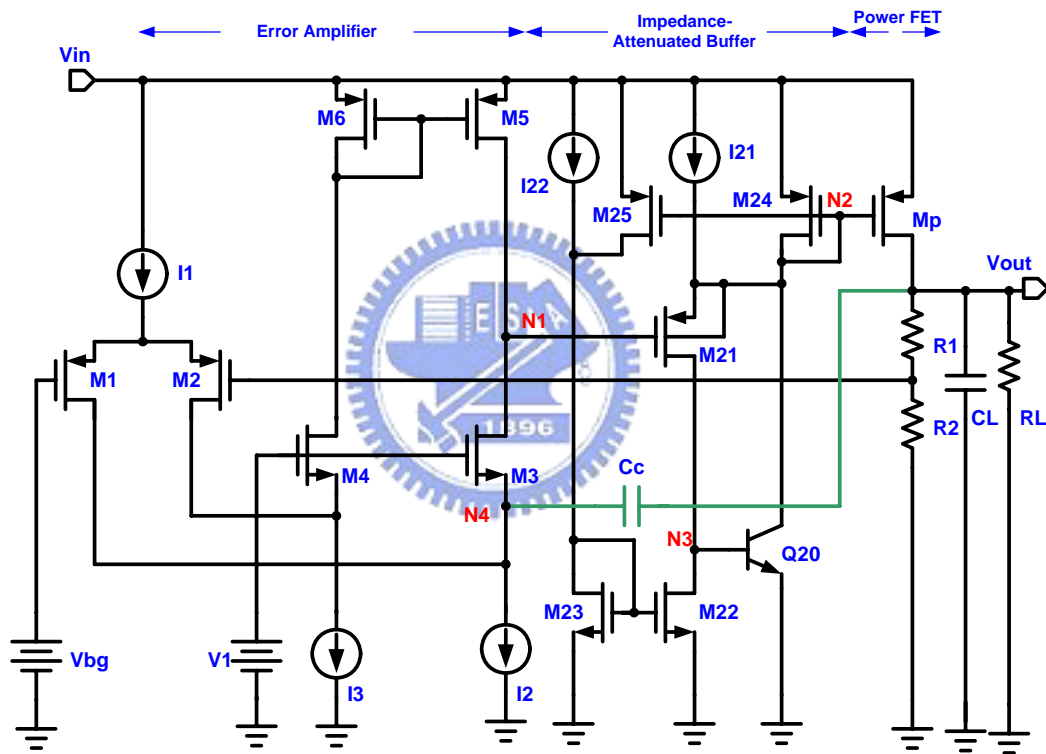 Error Amplifier
Impedance-
Attenuated Buffer
Power FET
Vin
M6
M5
I21
I22
M25
M24
N2
Mp
I1
Vout
N1
M21
R1
M1
M2
R2
CL
RL
1896
M4
M3
Cc
N4
N3
Q20
M23
M22
Vbg
V1
I3
I2